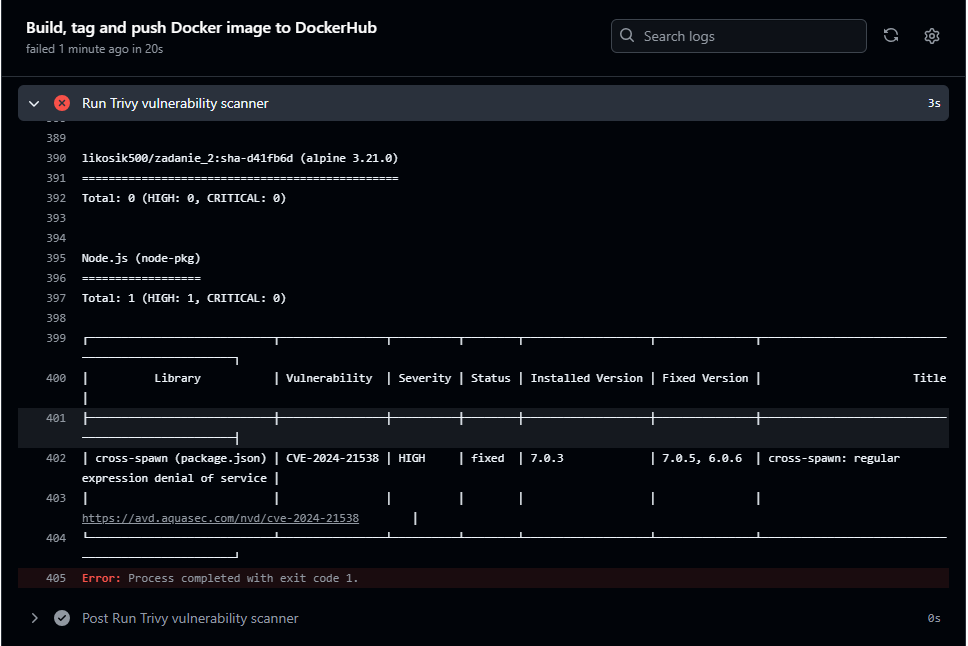 Build, tag and push Docker image to DockerHub
failed 1 minute ago in 20s
Search logs
Run Trivy vulnerability scanner 3s
389
390 likosik500/zadanie_2:sha-d41fb6d (alpine 3.21.0)
391 ================================================
392 Total: 0 (HIGH: 0, CRITICAL: 0)
393
394
395 Node.js (node-pkg)
396 ==================
397 Total: 1 (HIGH: 1, CRITICAL: 0)
398
399
400 | Library | Vulnerability | Severity | Status | Installed Version | Fixed Version | Title
|
401
402 | cross-spawn (package.json) | CVE-2024-21538 | HIGH | fixed | 7.0.3 | 7.0.5, 6.0.6 | cross-spawn: regular
expression denial of service |
403 | | | | | | |
https://avd.aquasec.com/nvd/cve-2024-21538 |
404
405 Error: Process completed with exit code 1.
Post Run Trivy vulnerability scanner 0s